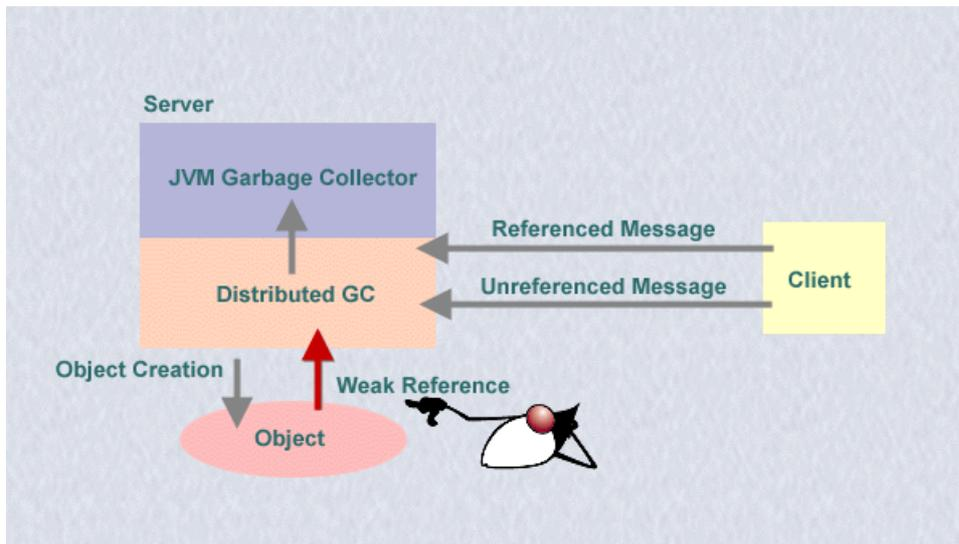 Server
JVM Garbage Collector
Referenced Message
Distributed GC
Unreferenced Message
Client
Object Creation
Weak Reference
Object